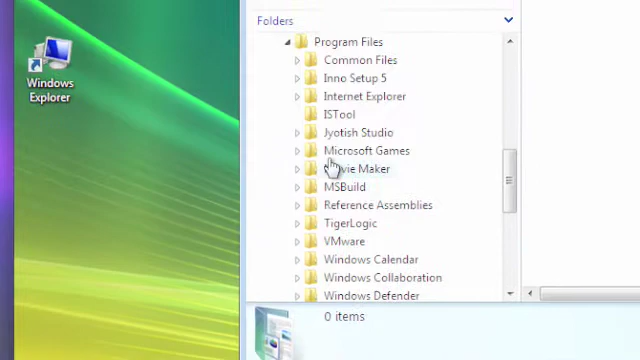 Windows
Explorer
Folders
Program Files
Common Files
Inno Setup 5
Internet Explorer
ISTool
Jyotish Studio
Microsoft Games
vie Maker
MSBuild
Reference Assemblies
TigerLogic
VMware
Windows Calendar
Windows Collaboration
Windows Defender
0 items